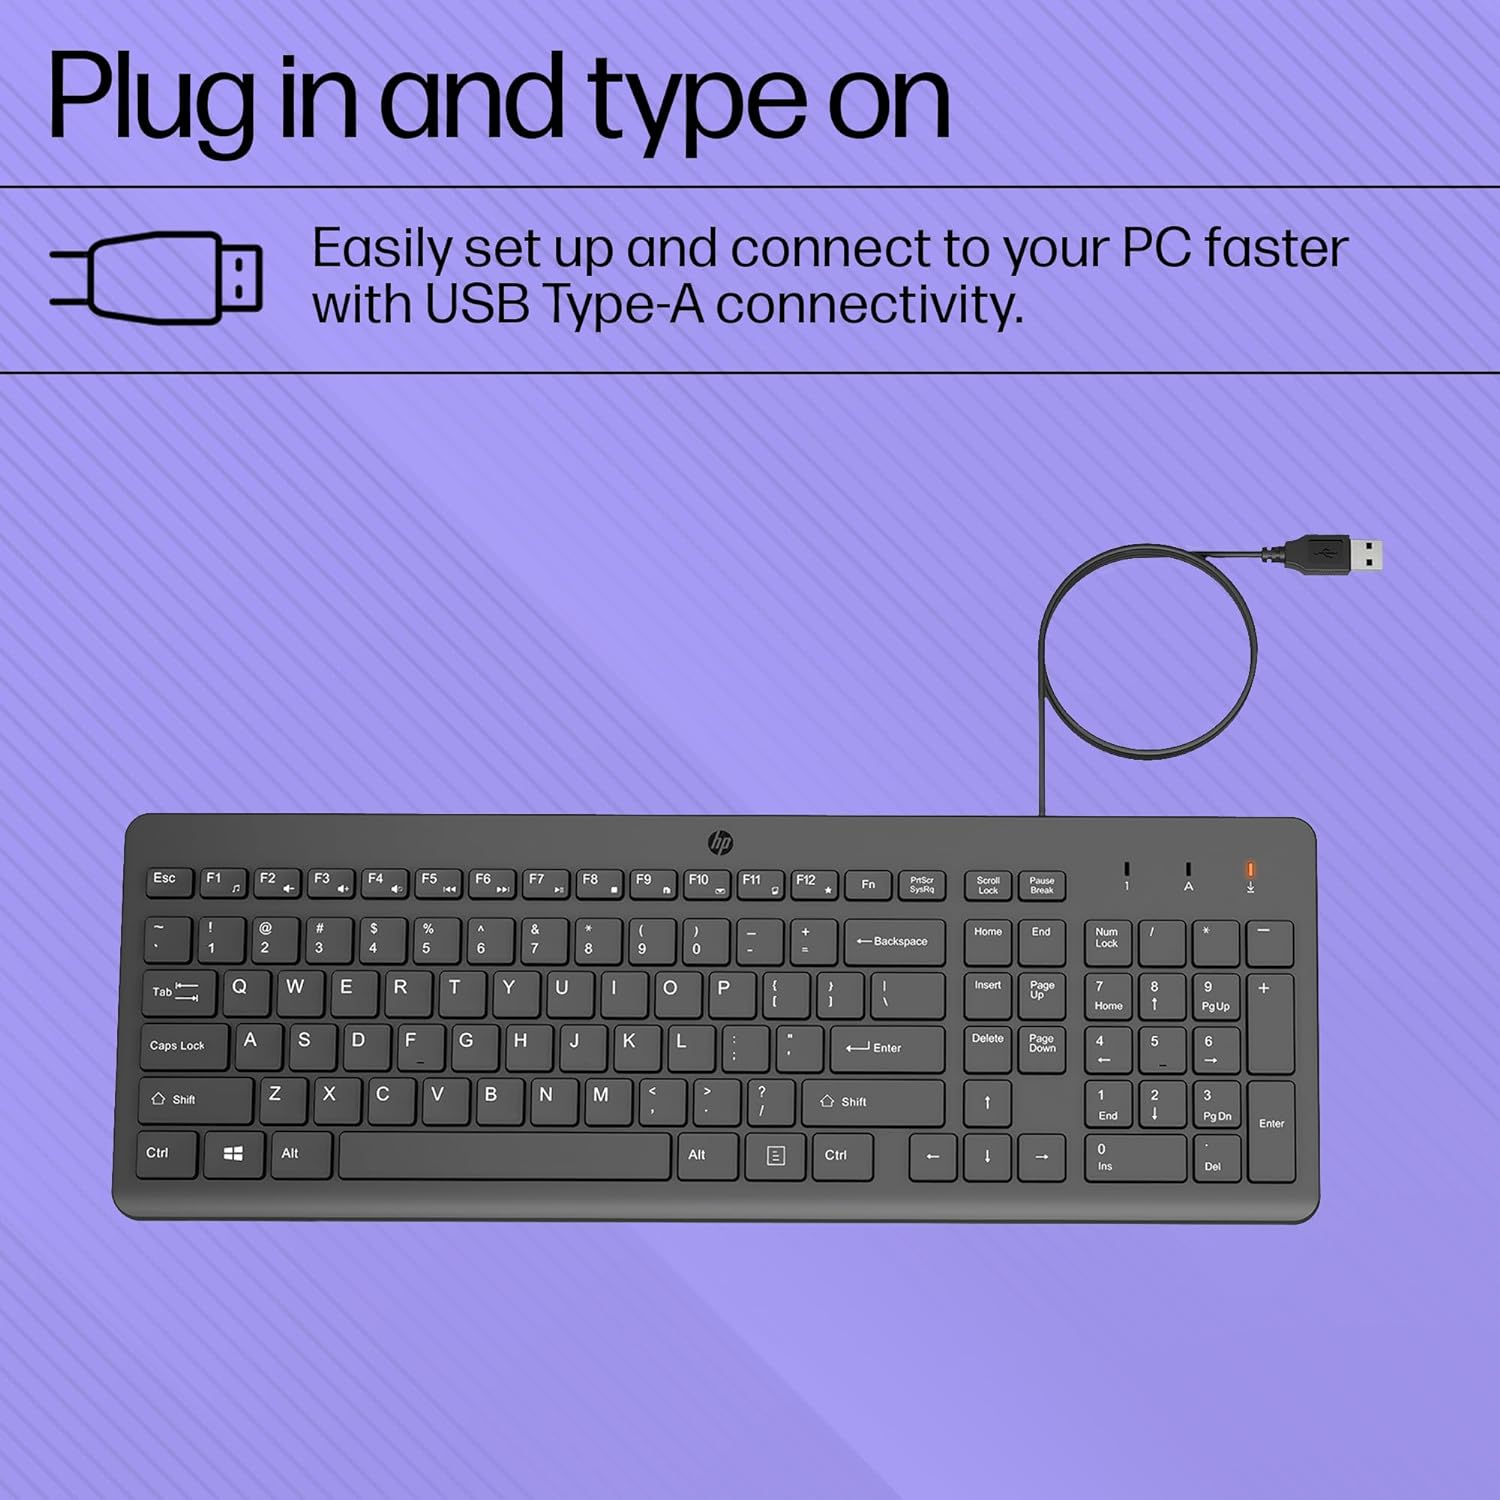 Plug in and type on
Easily set up and connect to your PC faster
with USB Type-A connectivity.
hp
Esc F1 F2 F3 F4 F5 F6 F7 F8 F9 F10 F11 F12 Fn PrtScr SysRq Scroll Lock Pause Break 1 A
~ ` ! 1 @ 2 # 3 $ 4 % 5 ^ 6 & 7 * 8 ( 9 ) 0 _ - + = ←Backspace Home End Num Lock / * −
Tab Q W E R T Y U I O P { [ } ] | \ Insert Page Up 7 Home 8 ↑ 9 PgUp +
Caps Lock A S D F G H J K L : ; " ' Enter Delete Page Down 4 ← 5 6 →
Shift Z X C V B N M < , > . ? / Shift ↑ 1 End 2 ↓ 3 PgDn Enter
Ctrl Alt Alt Ctrl ← ↓ → 0 Ins . Del